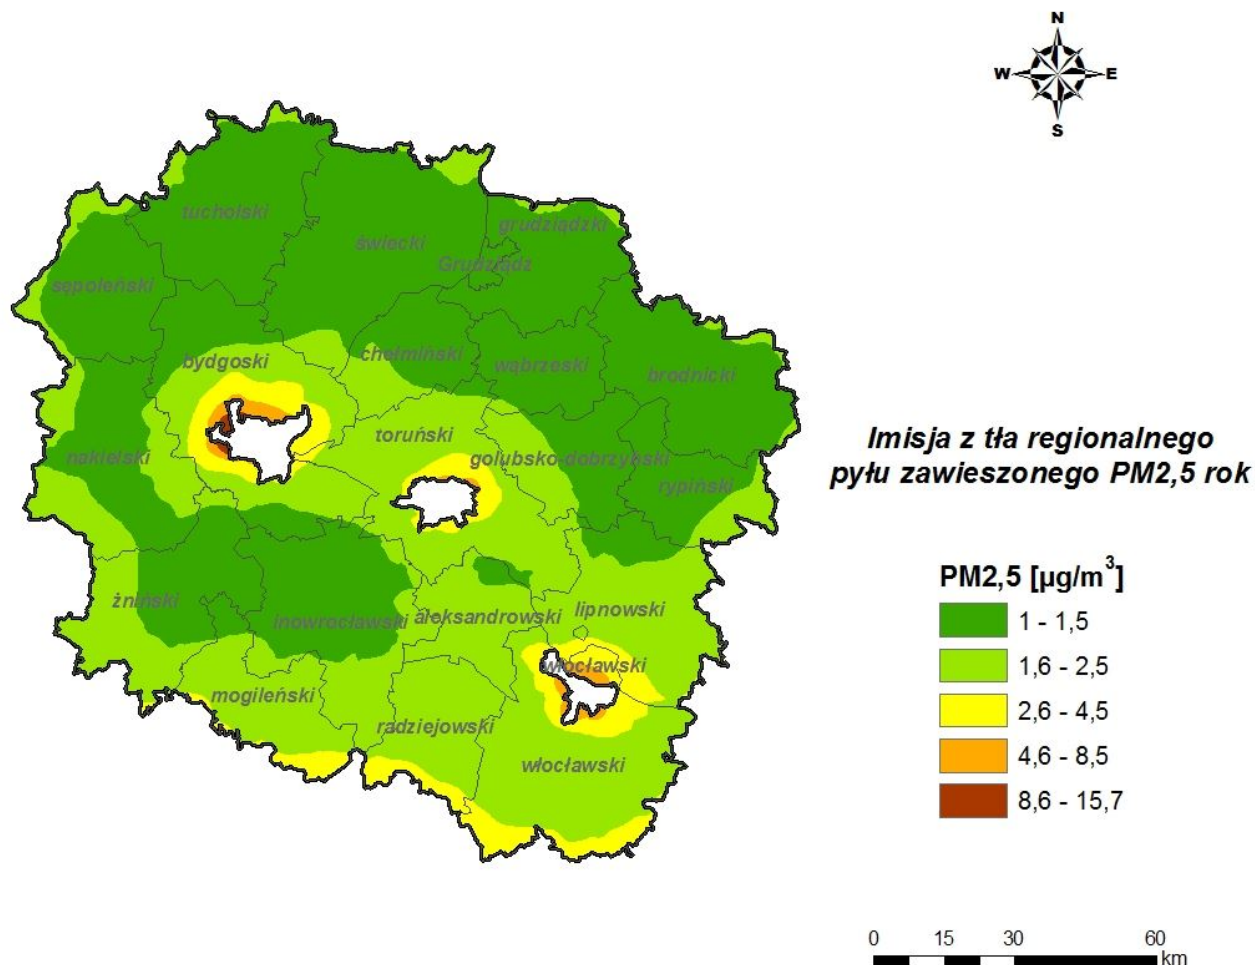 N
W E
S
tucholski
grudziądzki
świecki
Grudziądz
sępoleński
chełmiński
bydgoski
wąbrzeski
brodnicki
toruński
nakielski
golubsko-dobrzyński
rypiński
żniński
inowrocławski
aleksandrowski
lipnowski
włocławski
mogileński
radziejowski
włocławski
Imisja z tła regionalnego
pyłu zawieszonego PM2,5 rok
PM2,5 [µg/m³]
1 - 1,5
1,6 - 2,5
2,6 - 4,5
4,6 - 8,5
8,6 - 15,7
0 15 30 60
km